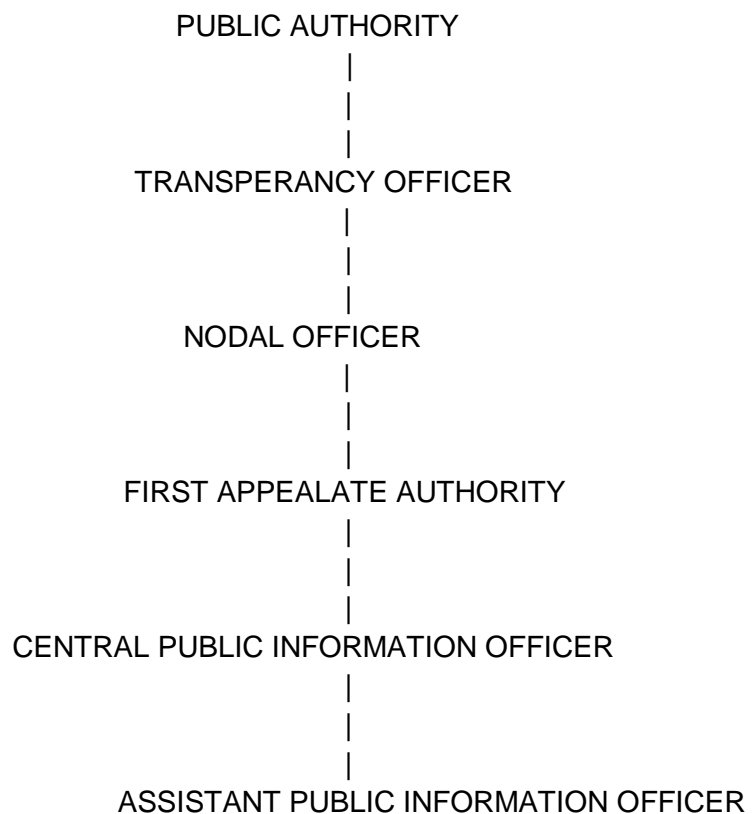 PUBLIC AUTHORITY
|
|
|
TRANSPERANCY OFFICER
|
|
|
NODAL OFFICER
|
|
|
FIRST APPEALATE AUTHORITY
|
|
|
CENTRAL PUBLIC INFORMATION OFFICER
|
|
|
ASSISTANT PUBLIC INFORMATION OFFICER